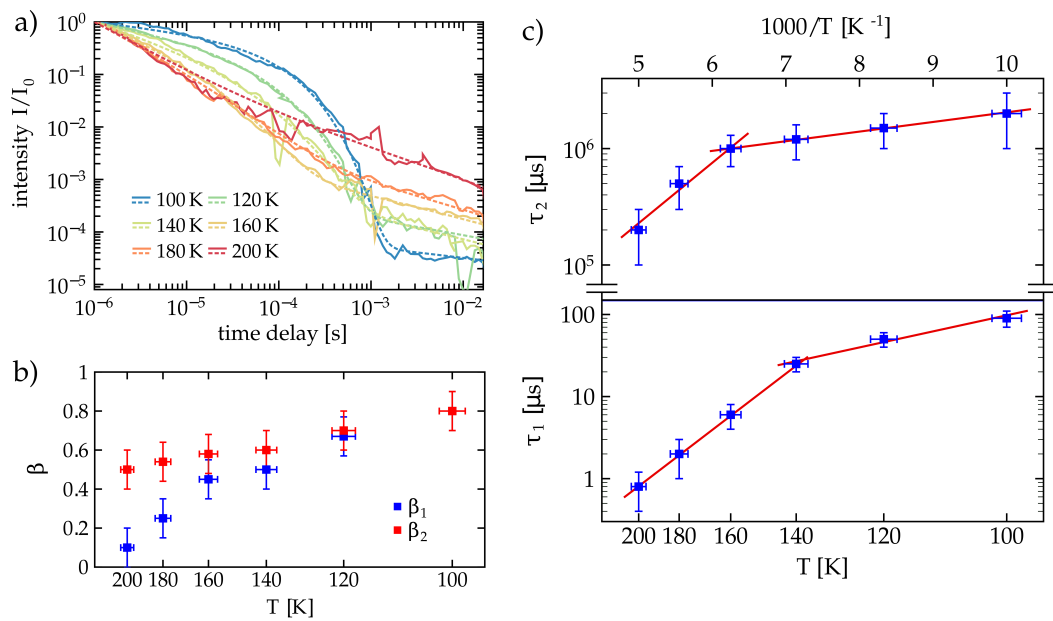 a)
intensity I/I0
10^0
10^-1
10^-2
10^-3
10^-4
10^-5
100 K 120 K
140 K 160 K
180 K 200 K
10^-6 10^-5 10^-4 10^-3 10^-2
time delay [s]
b)
β
1
0.8
0.6
0.4
0.2
0
β1
β2
200 180 160 140 120 100
T [K]
c)
1000/T [K^-1]
5 6 7 8 9 10
τ2 [µs]
10^6
10^5
τ1 [µs]
100
10
1
200 180 160 140 120 100
T [K]